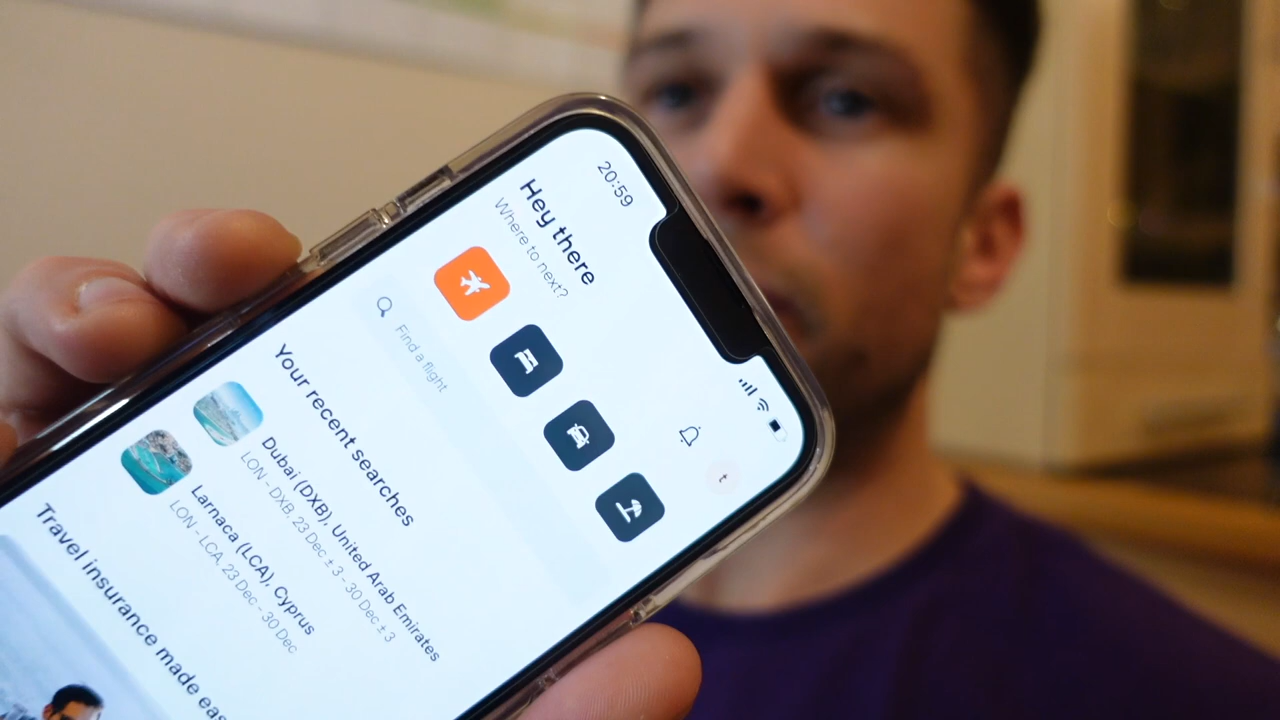 20:59
Hey there
Where to next?
Find a flight
Your recent searches
Dubai (DXB), United Arab Emirates
LON - DXB, 23 Dec ± 3 - 30 Dec ± 3
Larnaca (LCA), Cyprus
LON - LCA, 23 Dec - 30 Dec
Travel insurance made eas
t